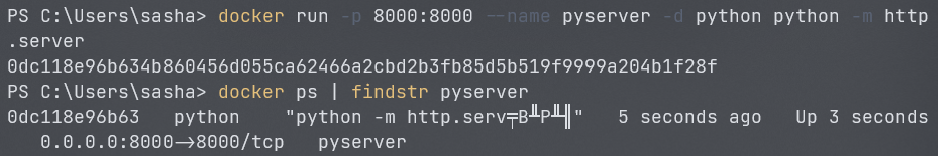 PS C:\Users\sasha> docker run -p 8000:8000 --name pyserver -d python python -m http
.server
0dc118e96b634b860456d055ca62466a2cbd2b3fb85d5b519f9999a204b1f28f
PS C:\Users\sasha> docker ps | findstr pyserver
0dc118e96b63   python    "python -m http.serv╤В╨Р╨╢"   5 seconds ago   Up 3 seconds
   0.0.0.0:8000->8000/tcp   pyserver